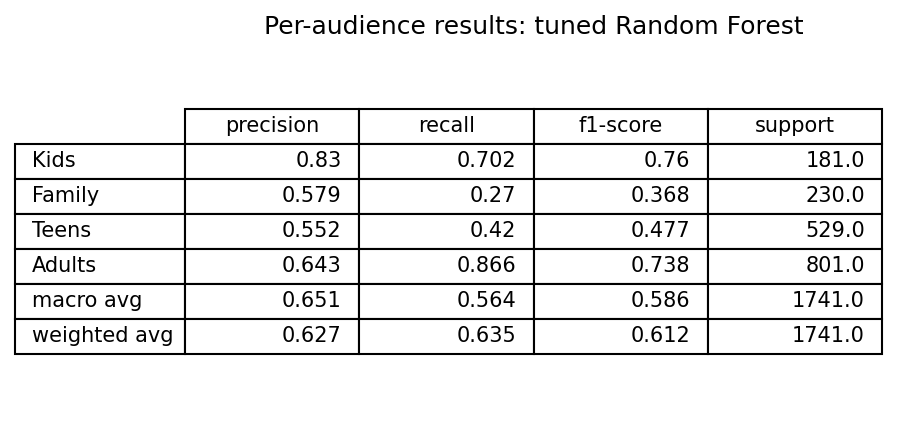 Per-audience results: tuned Random Forest
precision recall f1-score support
Kids 0.83 0.702 0.76 181.0
Family 0.579 0.27 0.368 230.0
Teens 0.552 0.42 0.477 529.0
Adults 0.643 0.866 0.738 801.0
macro avg 0.651 0.564 0.586 1741.0
weighted avg 0.627 0.635 0.612 1741.0